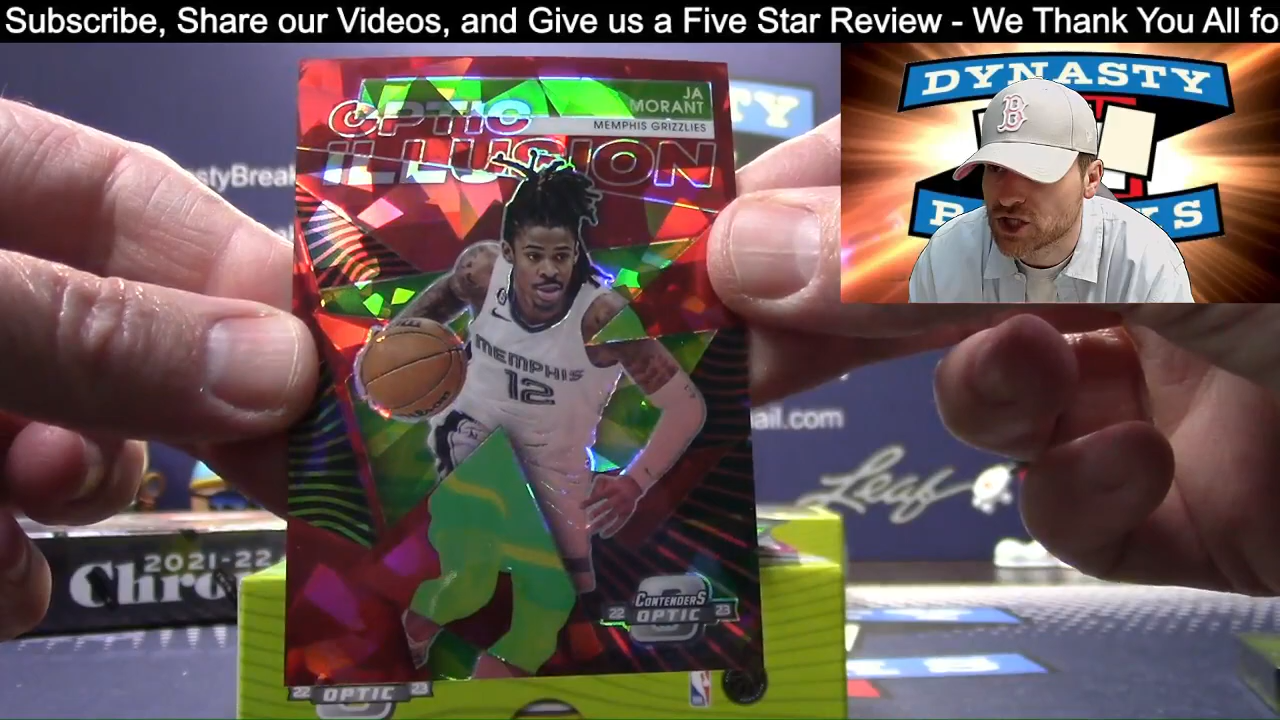 Subscribe, Share our Videos, and Give us a Five Star Review - We Thank You All fo
DYNASTY
B
JA
MORANT
MEMPHIS GRIZZLIES
OPTIC
ILLUSION
MEMPHIS
12
Leaf
2021-22
Chro
CONTENDERS
22 OPTIC 23
22 OPTIC 23
NBA